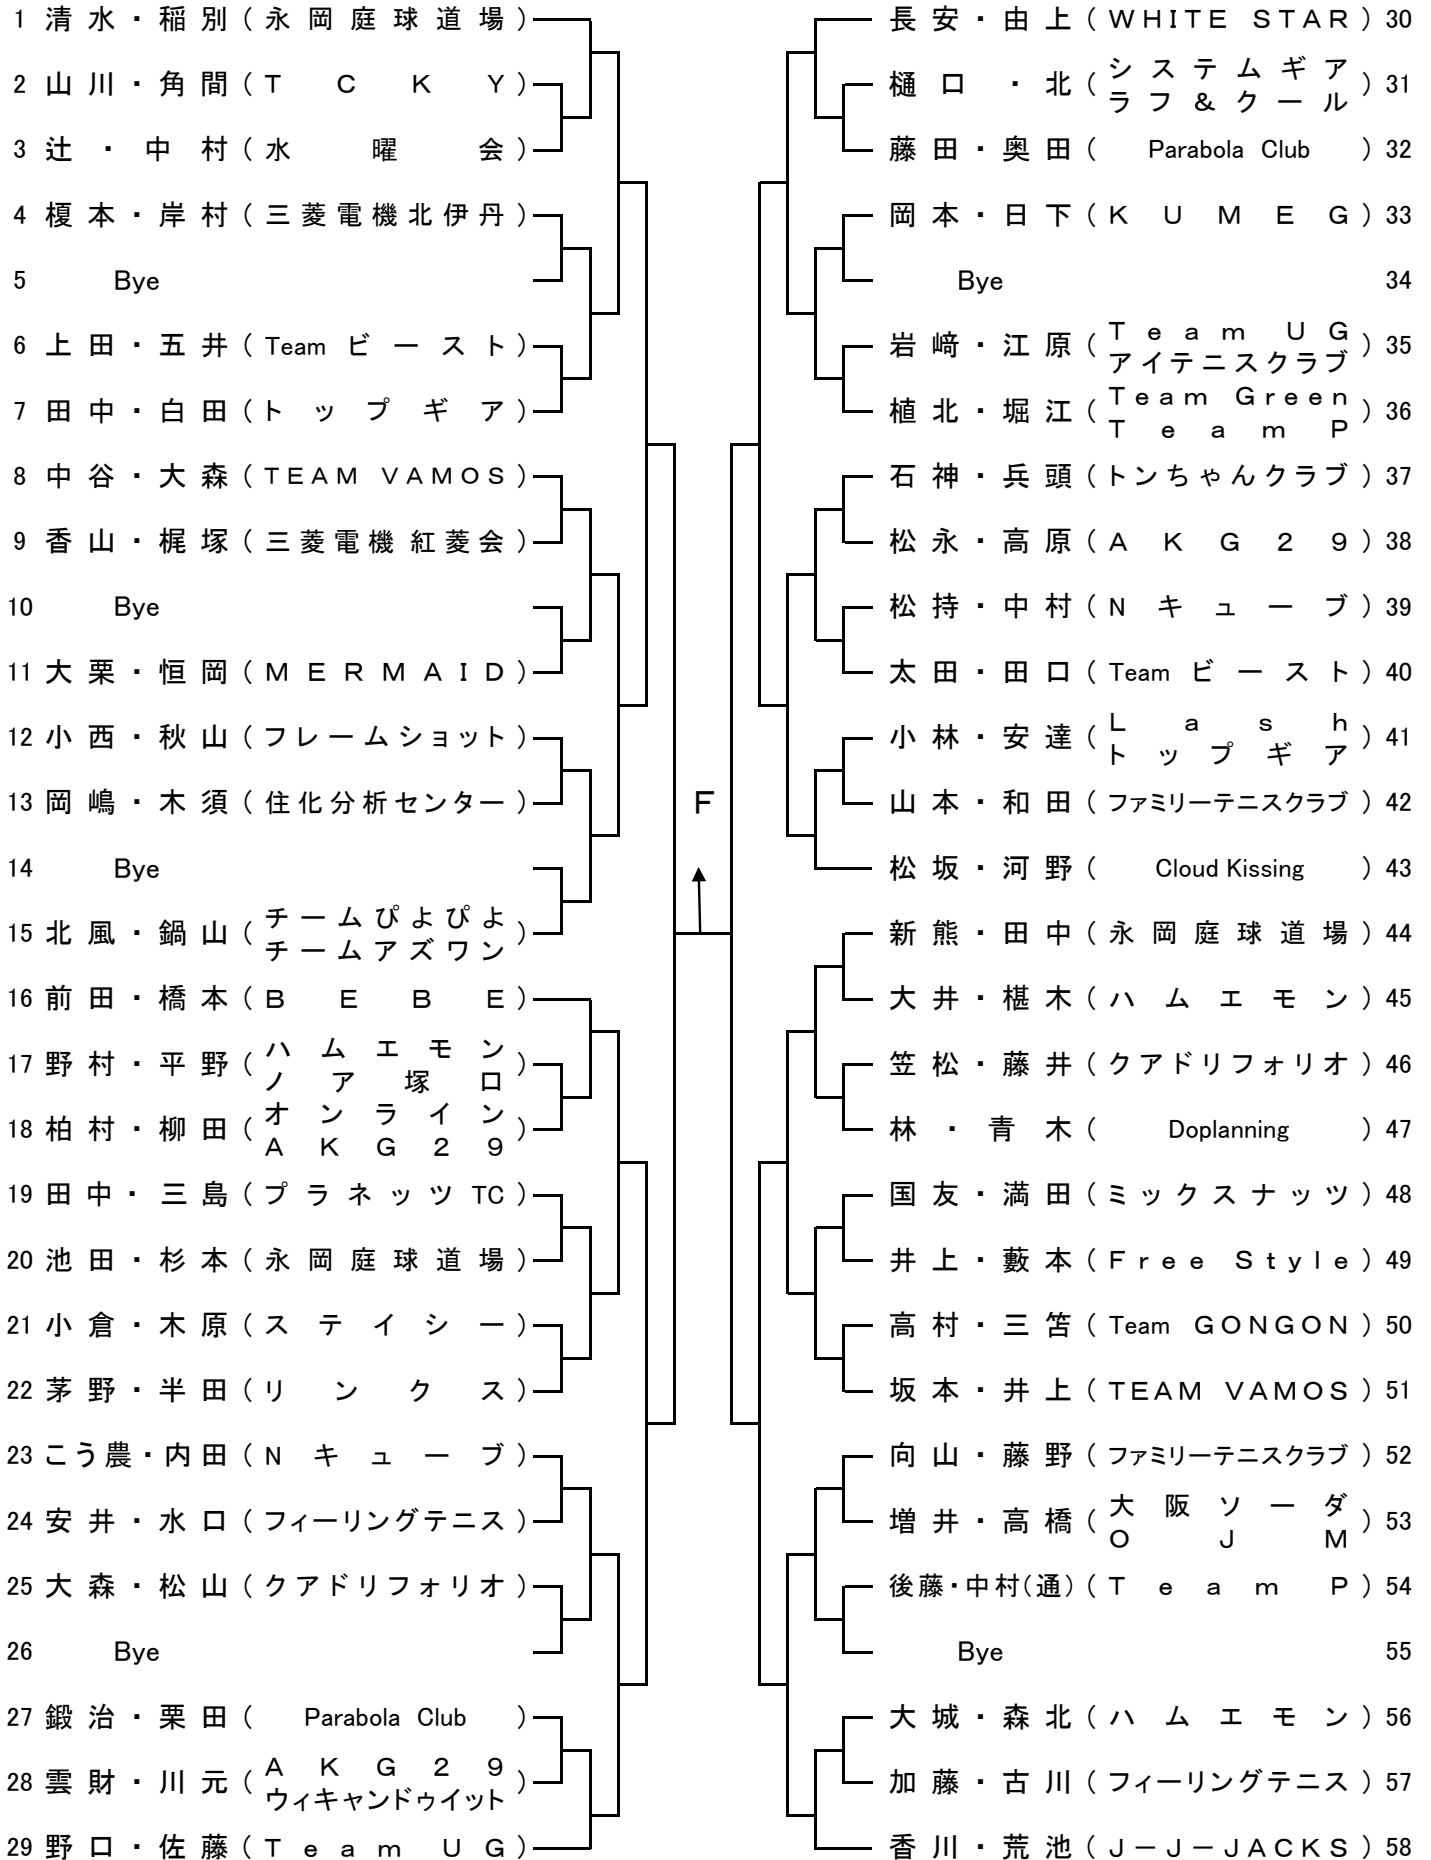 1 清水・稲別(永岡庭球道場)
2 山川・角間(TCKY)
3 辻・中村(水曜会)
4 榎本・岸村(三菱電機北伊丹)
5 Bye
6 上田・五井(Team ビースト)
7 田中・白田(トップギア)
8 中谷・大森(TEAM VAMOS)
9 香山・梶塚(三菱電機 紅菱会)
10 Bye
11 大栗・恒岡(MERMAID)
12 小西・秋山(フレームショット)
13 岡嶋・木須(住化分析センター)
14 Bye
15 北風・鍋山(チームぴよぴよ
チームアズワン)
16 前田・橋本(BEBE)
17 野村・平野(ハムエモン
ノア塚口)
18 柏村・柳田(オンライン
AKG29)
19 田中・三島(プラネッツ TC)
20 池田・杉本(永岡庭球道場)
21 小倉・木原(ステイシー)
22 茅野・半田(リンクス)
23 こう農・内田(Nキューブ)
24 安井・水口(フィーリングテニス)
25 大森・松山(クアドリフォリオ)
26 Bye
27 鍛治・栗田(Parabola Club)
28 雲財・川元(AKG29
ウィキャンドゥイット)
29 野口・佐藤(Team UG)
F
長安・由上(WHITE STAR)30
樋口・北(システムギア
ラフ&クール)31
藤田・奥田(Parabola Club)32
岡本・日下(KUMEG)33
Bye 34
岩﨑・江原(Team UG
アイテニスクラブ)35
植北・堀江(Team Green
Team P)36
石神・兵頭(トンちゃんクラブ)37
松永・高原(AKG29)38
松持・中村(Nキューブ)39
太田・田口(Team ビースト)40
小林・安達(Lash
トップギア)41
山本・和田(ファミリーテニスクラブ)42
松坂・河野(Cloud Kissing)43
新熊・田中(永岡庭球道場)44
大井・椹木(ハムエモン)45
笠松・藤井(クアドリフォリオ)46
林・青木(Doplanning)47
国友・満田(ミックスナッツ)48
井上・藪本(Free Style)49
高村・三笘(Team GONGON)50
坂本・井上(TEAM VAMOS)51
向山・藤野(ファミリーテニスクラブ)52
増井・高橋(大阪ソーダ
OJM)53
後藤・中村(通)(Team P)54
Bye 55
大城・森北(ハムエモン)56
加藤・古川(フィーリングテニス)57
香川・荒池(J－J－JACKS)58